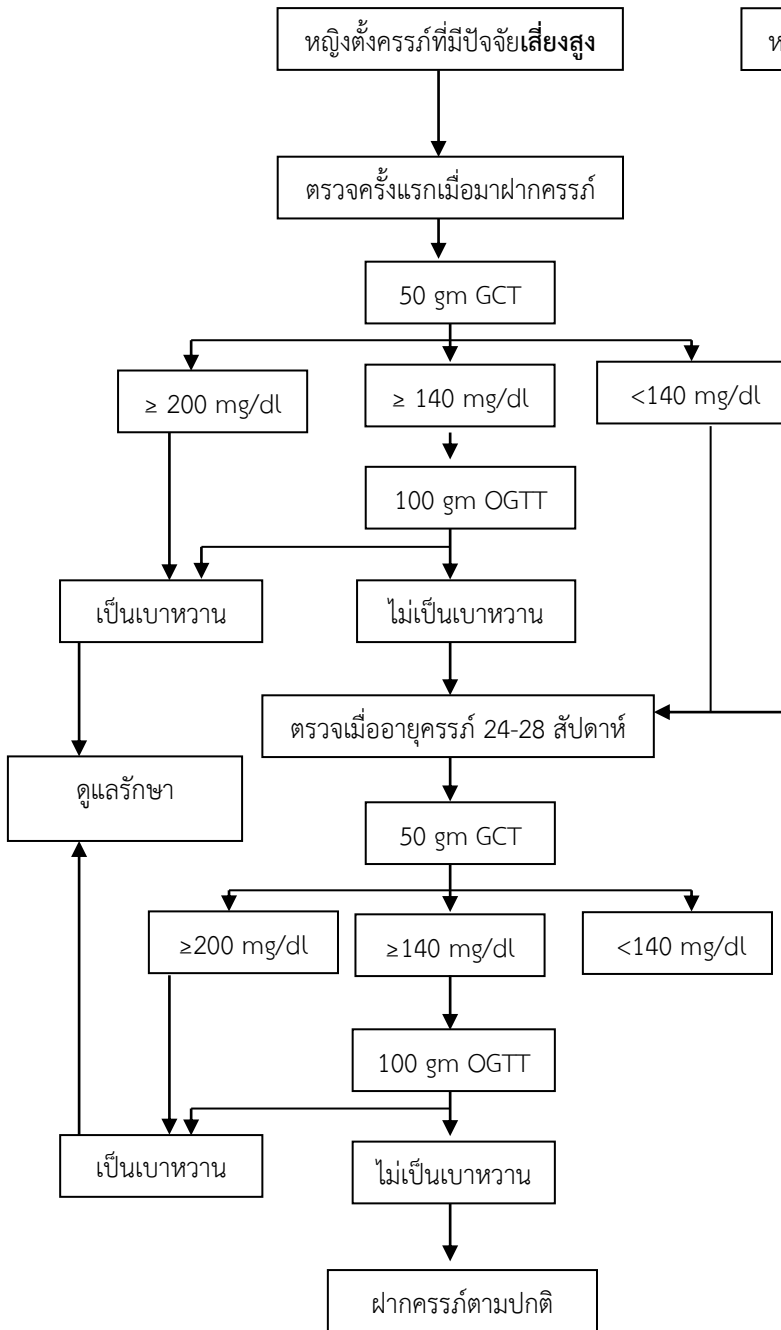 หญิงตั้งครรภ์ที่มีปัจจัยเสี่ยงสูง
ห
ตรวจครั้งแรกเมื่อมาฝากครรภ์
50 gm GCT
≥ 200 mg/dl
≥ 140 mg/dl
<140 mg/dl
100 gm OGTT
เป็นเบาหวาน
ไม่เป็นเบาหวาน
ตรวจเมื่ออายุครรภ์ 24-28 สัปดาห์
ดูแลรักษา
50 gm GCT
≥200 mg/dl
≥140 mg/dl
<140 mg/dl
100 gm OGTT
เป็นเบาหวาน
ไม่เป็นเบาหวาน
ฝากครรภ์ตามปกติ